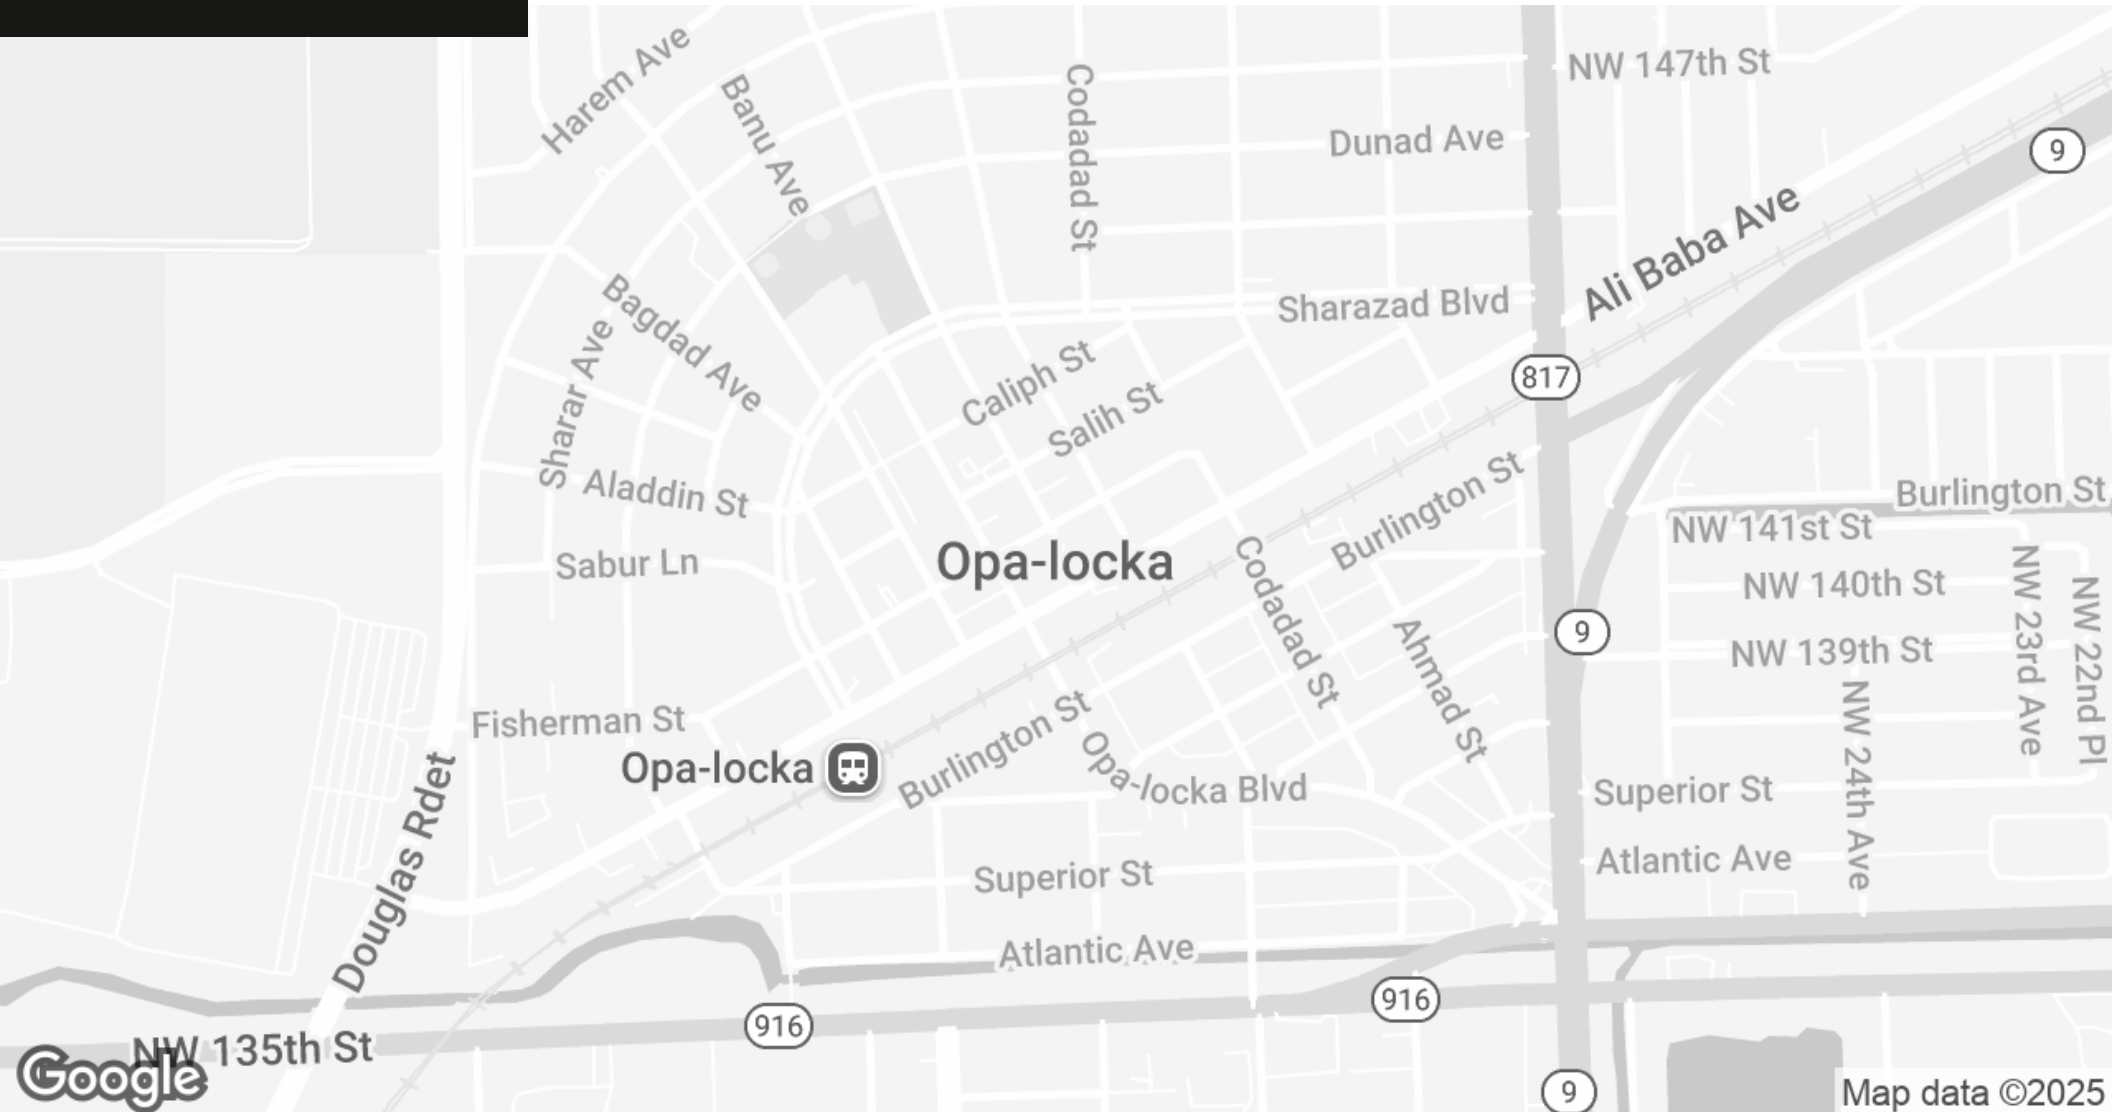 Harem Ave
Banu Ave
Codadad St
NW 147th St
Dunad Ave
9
Ali Baba Ave
Bagdad Ave
Sharar Ave
Sharazad Blvd
817
Caliph St
Salih St
Aladdin St
Burlington St
Burlington St
NW 141st St
Sabur Ln
Opa-locka
Codadad St
NW 140th St
NW 23rd Ave
NW 22nd Pl
9
Ahmad St
NW 139th St
NW 24th Ave
Fisherman St
Opa-locka
Burlington St
Opa-locka Blvd
Superior St
Douglas Rdet
Superior St
Atlantic Ave
Atlantic Ave
916
916
NW 135th St
Google
9
Map data ©2025